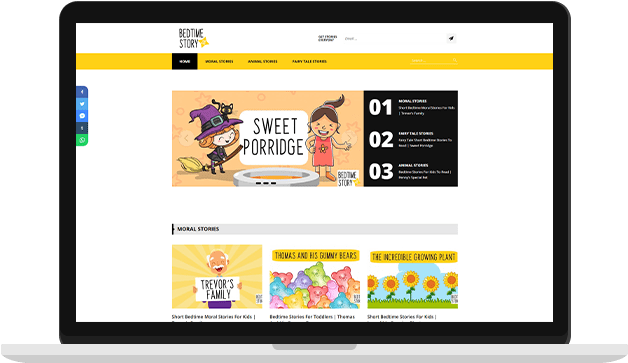 BEDTIME
STORY
GET STORIES
EVERYDAY
HOME
MORAL STORIES
ANIMAL STORIES
FAIRY TALE STORIES
SWEET
PORRIDGE
BEDTIME
STORY
01
MORAL STORIES
Short Bedtime Moral Stories For Kids
| Trevor's Family
02
FAIRY TALE STORIES
Fairy Tale Short Bedtime Stories To
Read | Sweet Porridge
03
ANIMAL STORIES
Bedtime Stories For Kids To Read |
MORAL STORIES
TREVOR'S
FAMILY
THOMAS AND HIS GUMMY BEARS
THE INCREDIBLE GROWING PLANT
Short Bedtime Moral Stories For Kids |
Bedtime Stories For Toddlers | Thomas
Short Bedtime Stories For Kids |